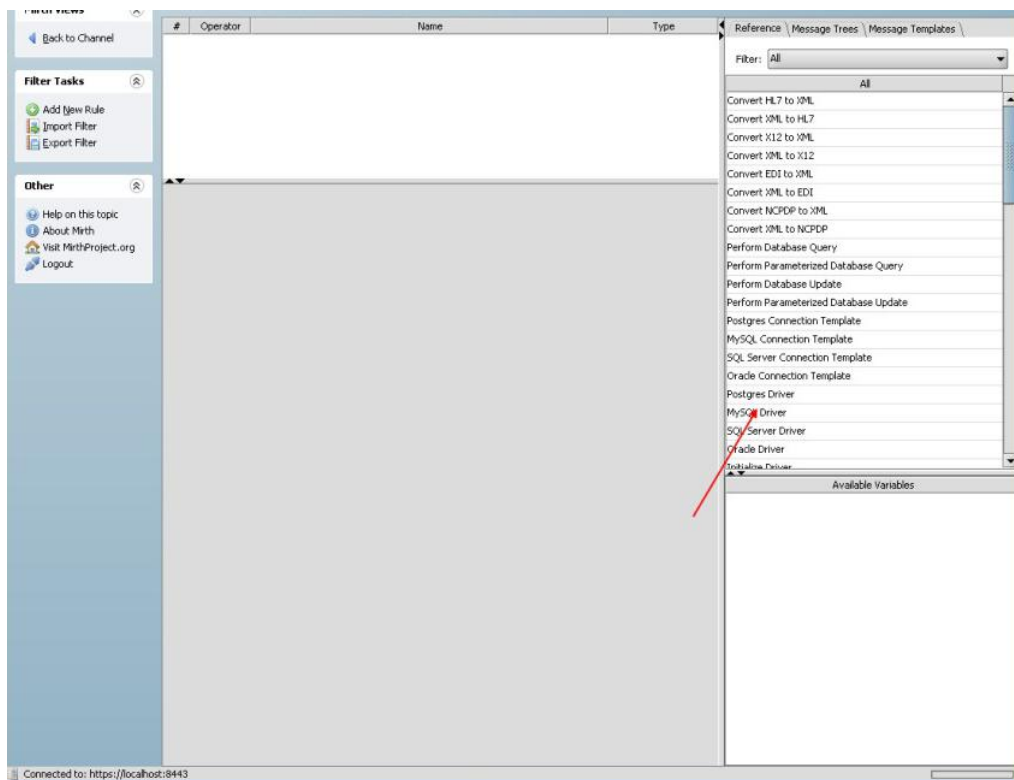 Mirth Views
Back to Channel
Filter Tasks
Add New Rule
Import Filter
Export Filter
Other
Help on this topic
About Mirth
Visit MirthProject.org
Logout
# Operator Name Type
Reference Message Trees Message Templates
Filter: All
All
Convert HL7 to XML
Convert XML to HL7
Convert X12 to XML
Convert XML to X12
Convert EDI to XML
Convert XML to EDI
Convert NCPDP to XML
Convert XML to NCPDP
Perform Database Query
Perform Parameterized Database Query
Perform Database Update
Perform Parameterized Database Update
Postgres Connection Template
MySQL Connection Template
SQL Server Connection Template
Oracle Connection Template
Postgres Driver
MySQL Driver
SQL Server Driver
Oracle Driver
Initialize Driver
Available Variables
Connected to: https://localhost:8443